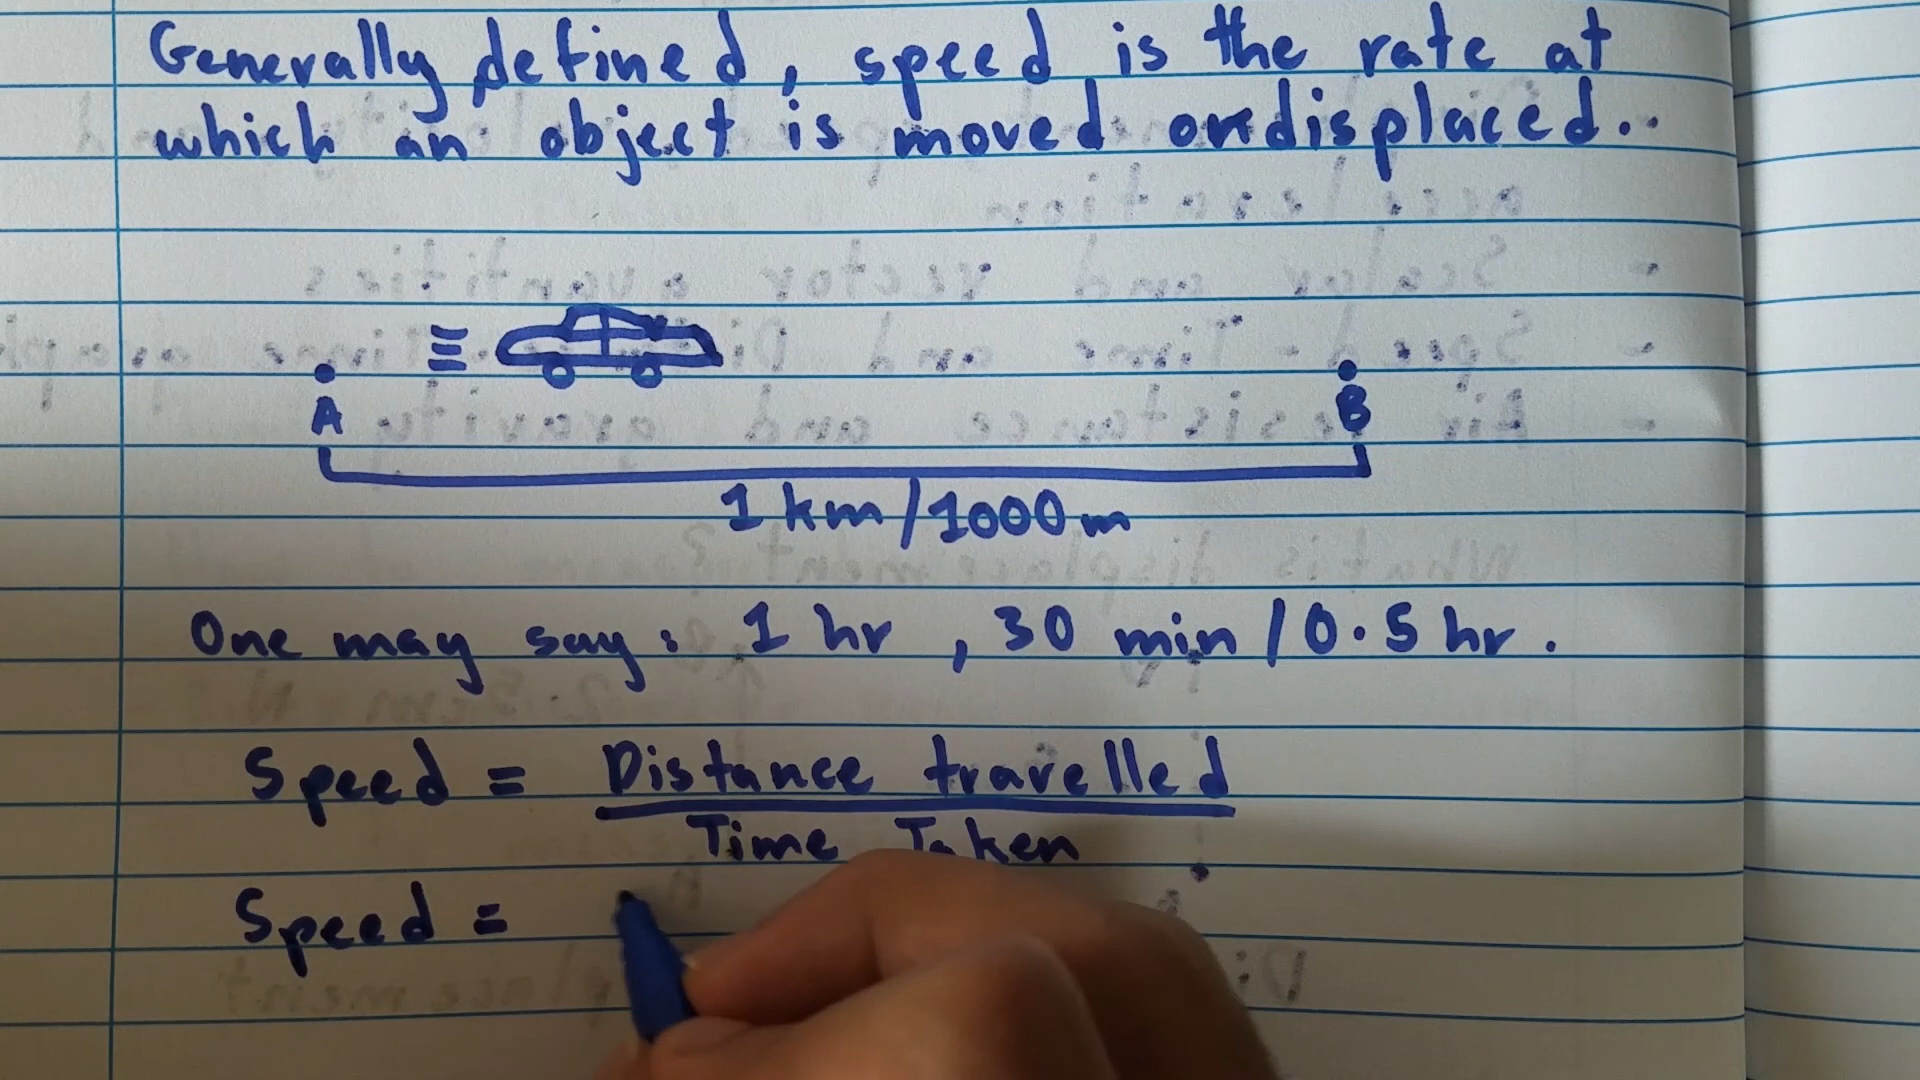 Generally defined, speed is the rate at
which an object is moved or displaced..
A
B
1 km/1000 m
One may say: 1 hr, 30 min / 0.5 hr.
Speed = Distance travelled
Time Taken
Speed =